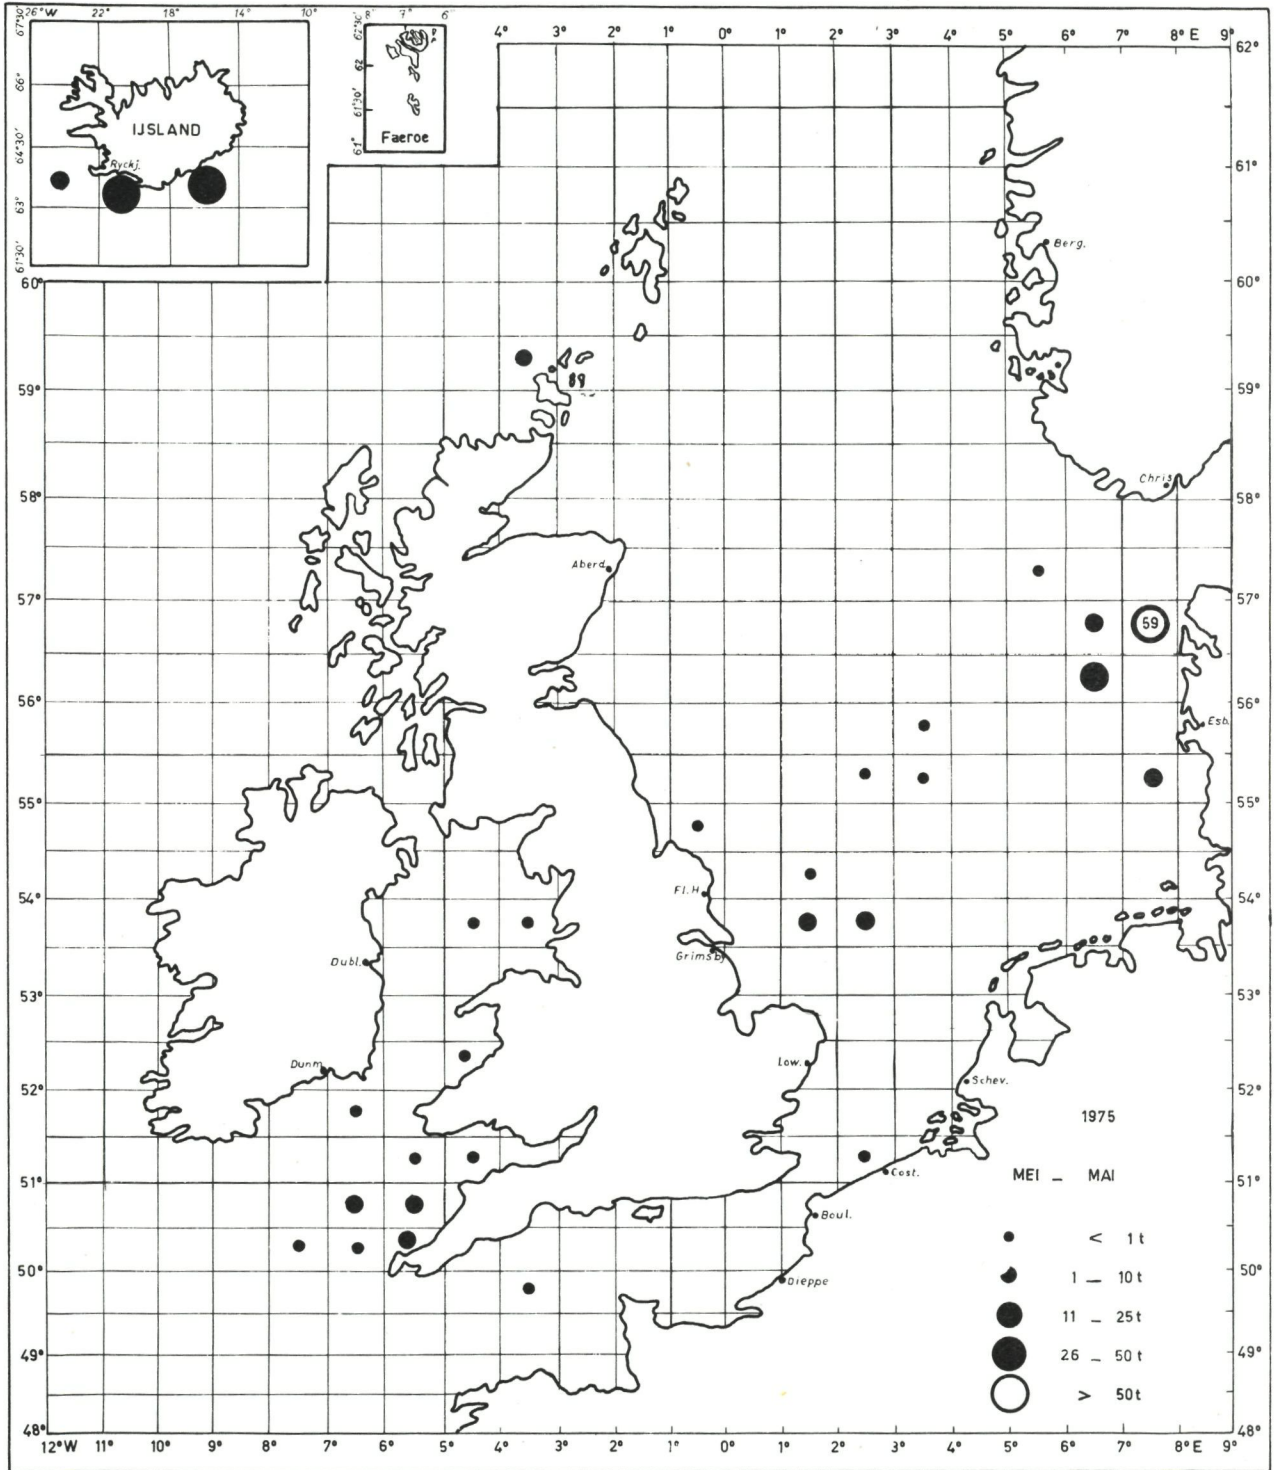 26°W 22° 18° 14° 10° 8° 7° 6°
4° 3° 2° 1° 0° 1° 2° 3° 4° 5° 6° 7° 8° E 9°
67°30'
66°
64°30'
63°
61°30'
IJSLAND
Ryckj.
62°30'
62
61°30'
61°
Faeroe
62°
61°
60°
59°
58°
57°
56°
55°
54°
53°
52°
51°
50°
49°
48°
60°
59°
58°
57°
56°
55°
54°
53°
52°
51°
50°
49°
48°
Berg.
Chris
Aberd.
59
Esb.
Fl.H
Grimsby
Dubl.
Dunm.
Low.
Schev.
Oost.
Boul.
Dieppe
1975
MEI – MAI
< 1 t
1 – 10 t
11 – 25 t
26 – 50 t
> 50 t
12°W 11° 10° 9° 8° 7° 6° 5° 4° 3° 2° 1° 0° 1° 2° 3° 4° 5° 6° 7° 8° E 9°